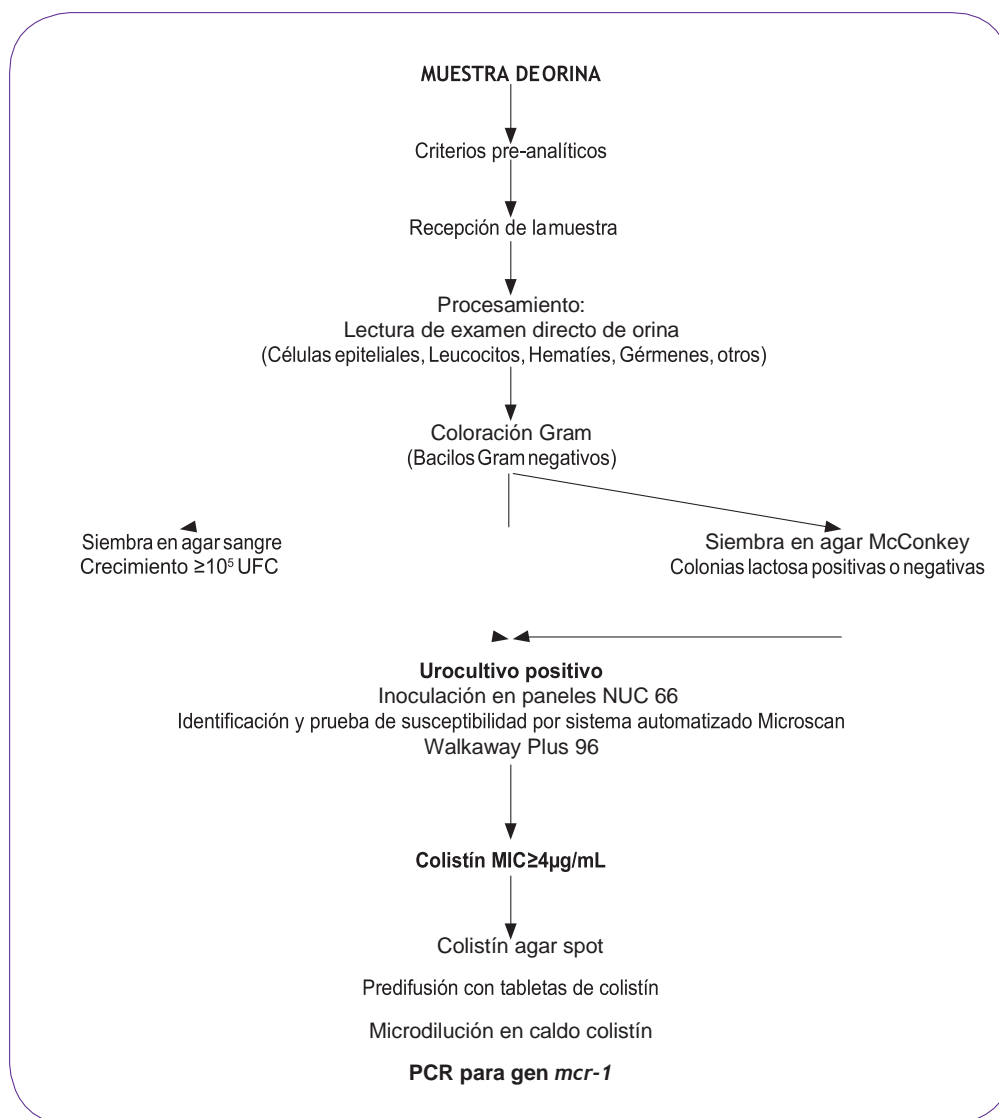 MUESTRA DE ORINA
Criterios pre-analíticos
Recepción de la muestra
Procesamiento:
Lectura de examen directo de orina
(Células epiteliales, Leucocitos, Hematíes, Gérmenes, otros)
Coloración Gram
(Bacilos Gram negativos)
Siembra en agar sangre
Crecimiento ≥10⁵ UFC
Siembra en agar McConkey
Colonias lactosa positivas o negativas
Urocultivo positivo
Inoculación en paneles NUC 66
Identificación y prueba de susceptibilidad por sistema automatizado Microscan
Walkaway Plus 96
Colistín MIC≥4µg/mL
Colistín agar spot
Predifusión con tabletas de colistín
Microdilución en caldo colistín
PCR para gen mcr-1